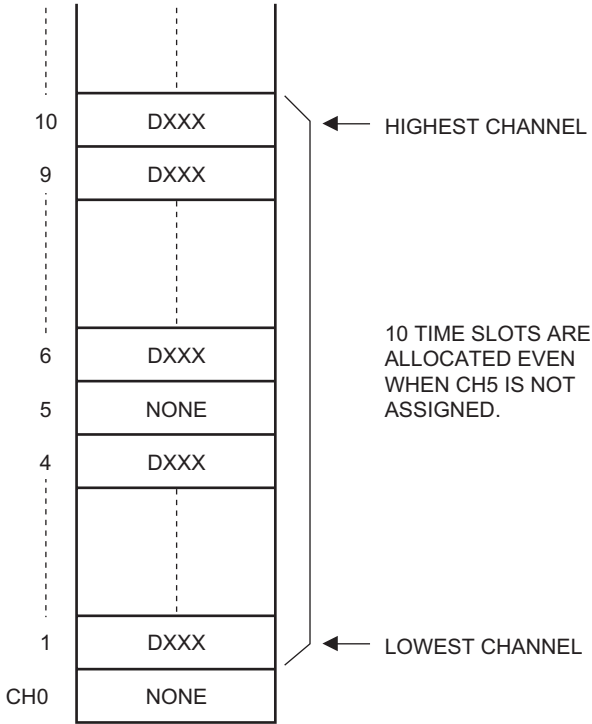 10 DXXX HIGHEST CHANNEL
9 DXXX
6 DXXX
10 TIME SLOTS ARE
ALLOCATED EVEN
WHEN CH5 IS NOT
ASSIGNED.
5 NONE
4 DXXX
1 DXXX LOWEST CHANNEL
CH0 NONE